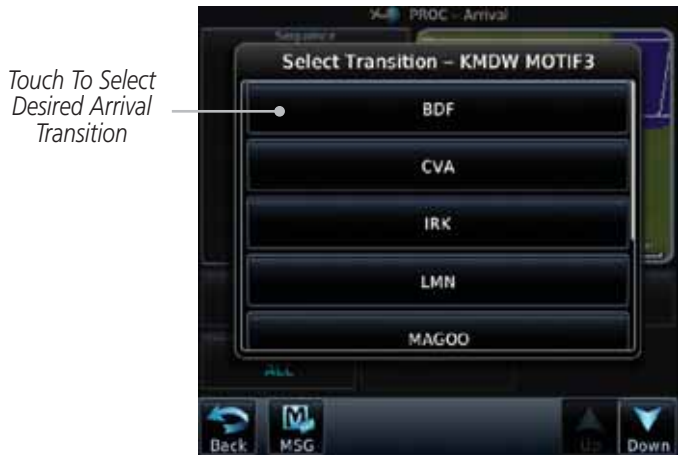 PROC - Arrival
Sequence
Select Transition – KMDW MOTIF3
Touch To Select
Desired Arrival
Transition
BDF
CVA
IRK
LMN
MAGOO
ALL
Back
MSG
Up
Down